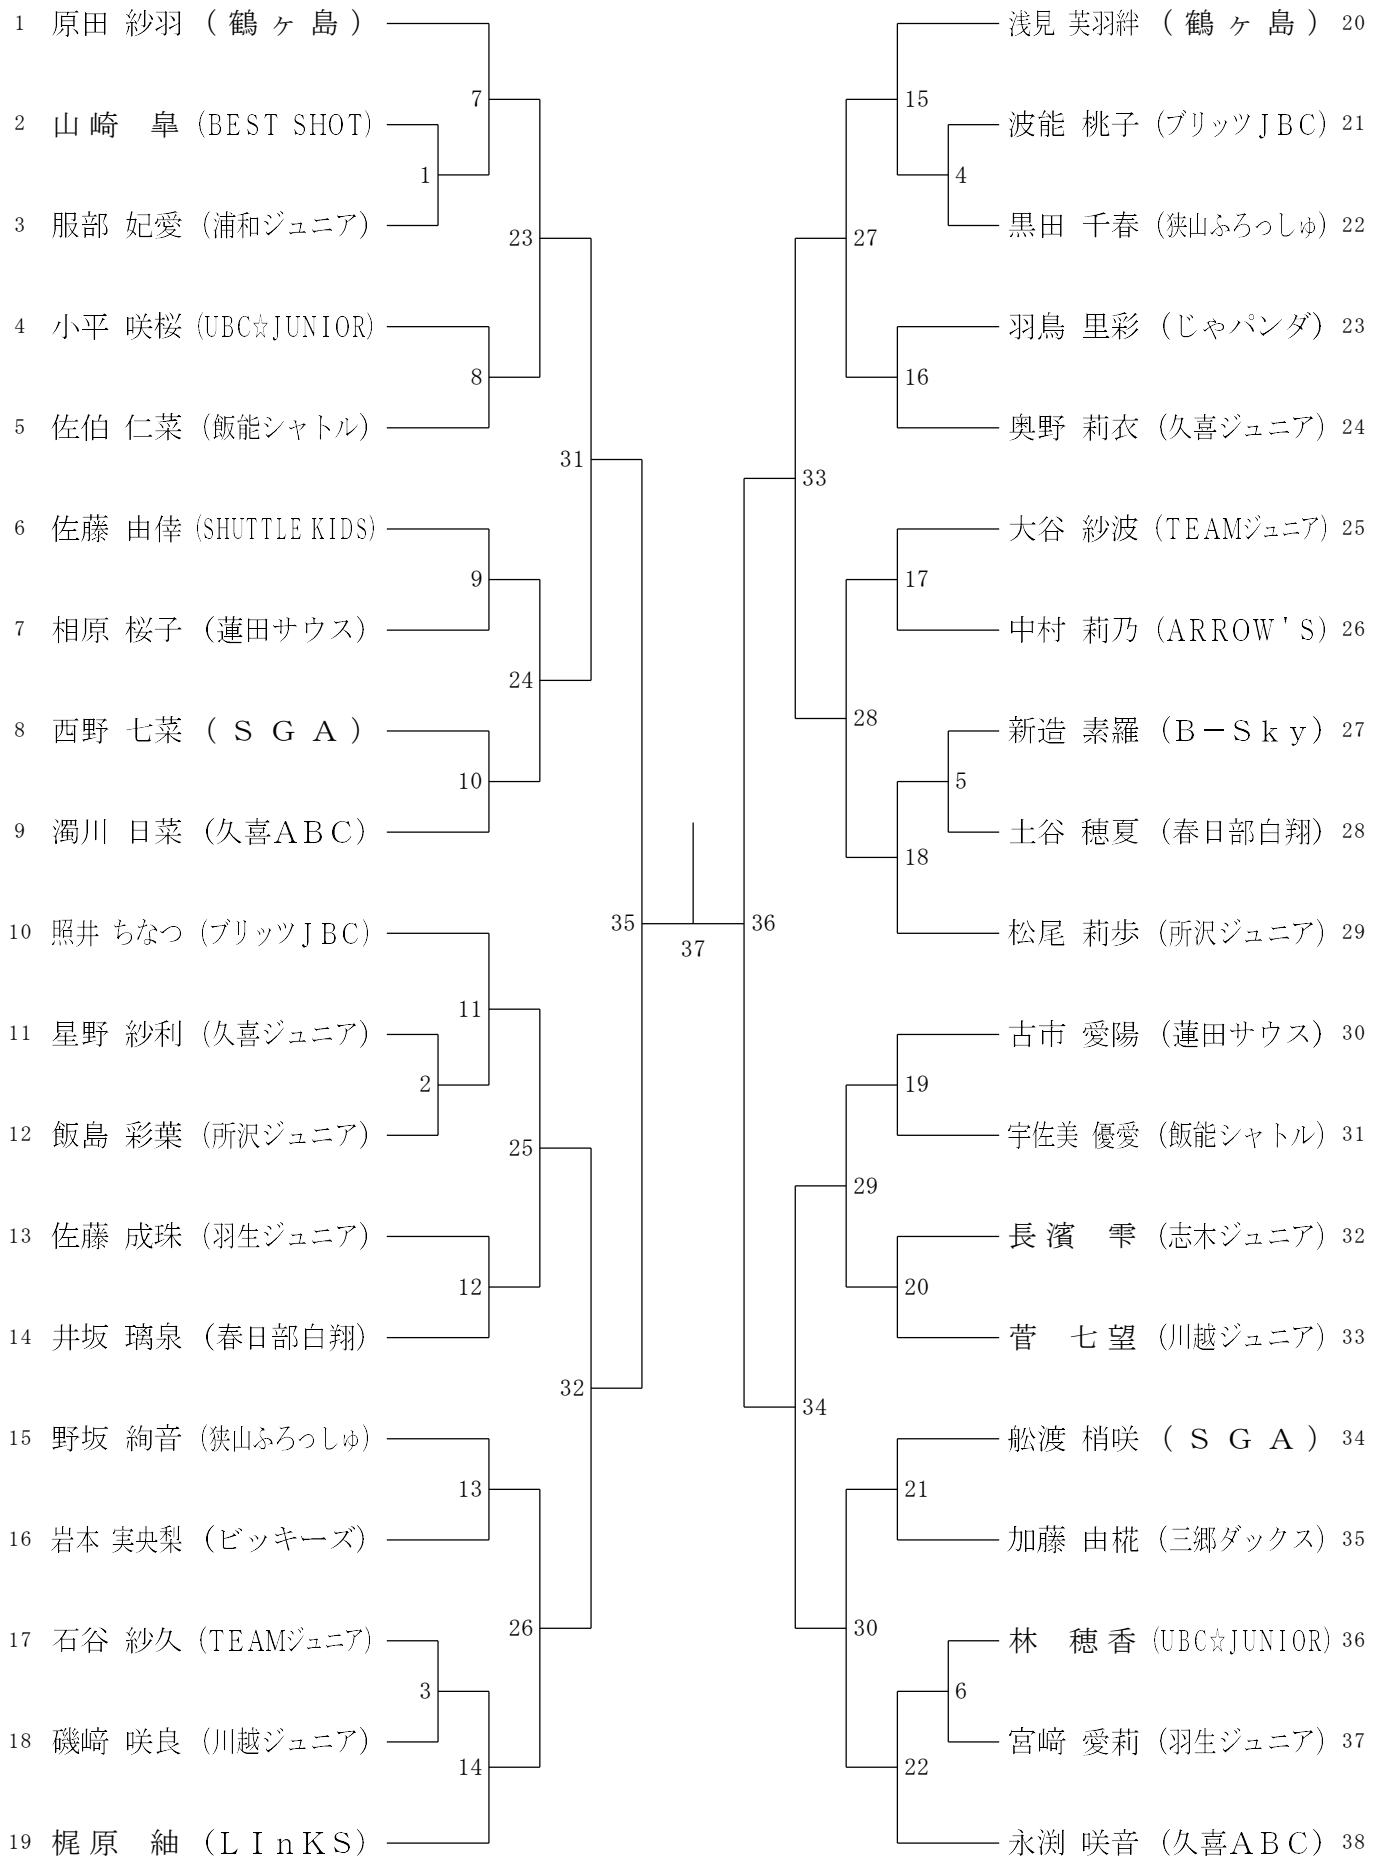 1 原田 紗羽 (鶴ヶ島)
2 山崎 皐 (BEST SHOT)
3 服部 妃愛 (浦和ジュニア)
4 小平 咲桜 (UBC☆JUNIOR)
5 佐伯 仁菜 (飯能シャトル)
6 佐藤 由倖 (SHUTTLE KIDS)
7 相原 桜子 (蓮田サウス)
8 西野 七菜 (SGA)
9 濁川 日菜 (久喜ABC)
10 照井 ちなつ (ブリッツJBC)
11 星野 紗利 (久喜ジュニア)
12 飯島 彩葉 (所沢ジュニア)
13 佐藤 成珠 (羽生ジュニア)
14 井坂 璃泉 (春日部白翔)
15 野坂 絢音 (狭山ふろっしゅ)
16 岩本 実央梨 (ビッキーズ)
17 石谷 紗久 (TEAMジュニア)
18 磯﨑 咲良 (川越ジュニア)
19 梶原 紬 (LInKS)
7
1
23
8
31
9
24
10
35
11
2
25
12
32
13
26
3
14
37
36
15
4
27
16
33
17
28
5
18
19
29
20
34
21
30
6
22
浅見 芙羽絆 (鶴ヶ島) 20
波能 桃子 (ブリッツJBC) 21
黒田 千春 (狭山ふろっしゅ) 22
羽鳥 里彩 (じゃパンダ) 23
奥野 莉衣 (久喜ジュニア) 24
大谷 紗波 (TEAMジュニア) 25
中村 莉乃 (ARROW'S) 26
新造 素羅 (B－Sky) 27
土谷 穂夏 (春日部白翔) 28
松尾 莉歩 (所沢ジュニア) 29
古市 愛陽 (蓮田サウス) 30
宇佐美 優愛 (飯能シャトル) 31
長濱 雫 (志木ジュニア) 32
菅 七望 (川越ジュニア) 33
舩渡 梢咲 (SGA) 34
加藤 由椛 (三郷ダックス) 35
林 穂香 (UBC☆JUNIOR) 36
宮﨑 愛莉 (羽生ジュニア) 37
永渕 咲音 (久喜ABC) 38